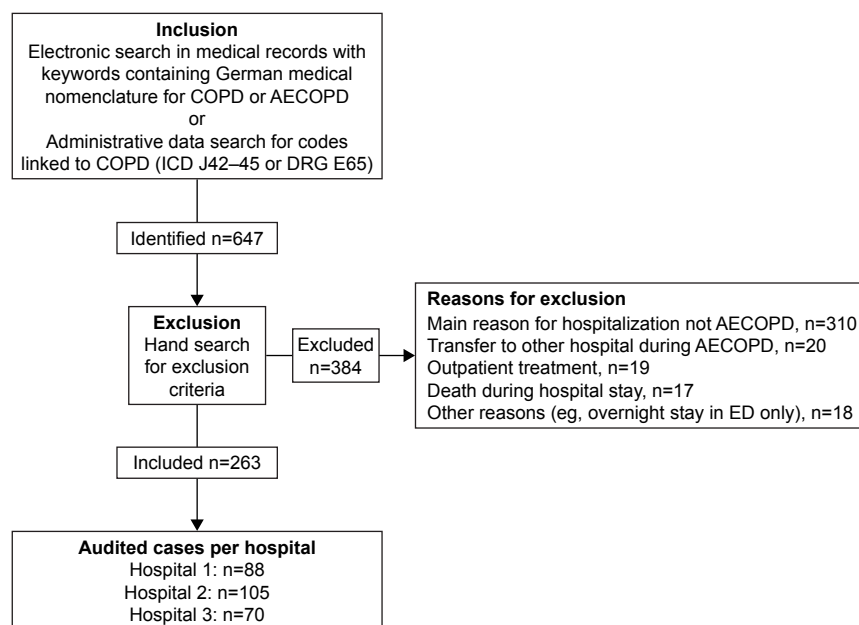 Inclusion
Electronic search in medical records with
keywords containing German medical
nomenclature for COPD or AECOPD
or
Administrative data search for codes
linked to COPD (ICD J42–45 or DRG E65)
Identified n=647
Exclusion
Hand search
for exclusion
criteria
Excluded
n=384
Reasons for exclusion
Main reason for hospitalization not AECOPD, n=310
Transfer to other hospital during AECOPD, n=20
Outpatient treatment, n=19
Death during hospital stay, n=17
Other reasons (eg, overnight stay in ED only), n=18
Included n=263
Audited cases per hospital
Hospital 1: n=88
Hospital 2: n=105
Hospital 3: n=70